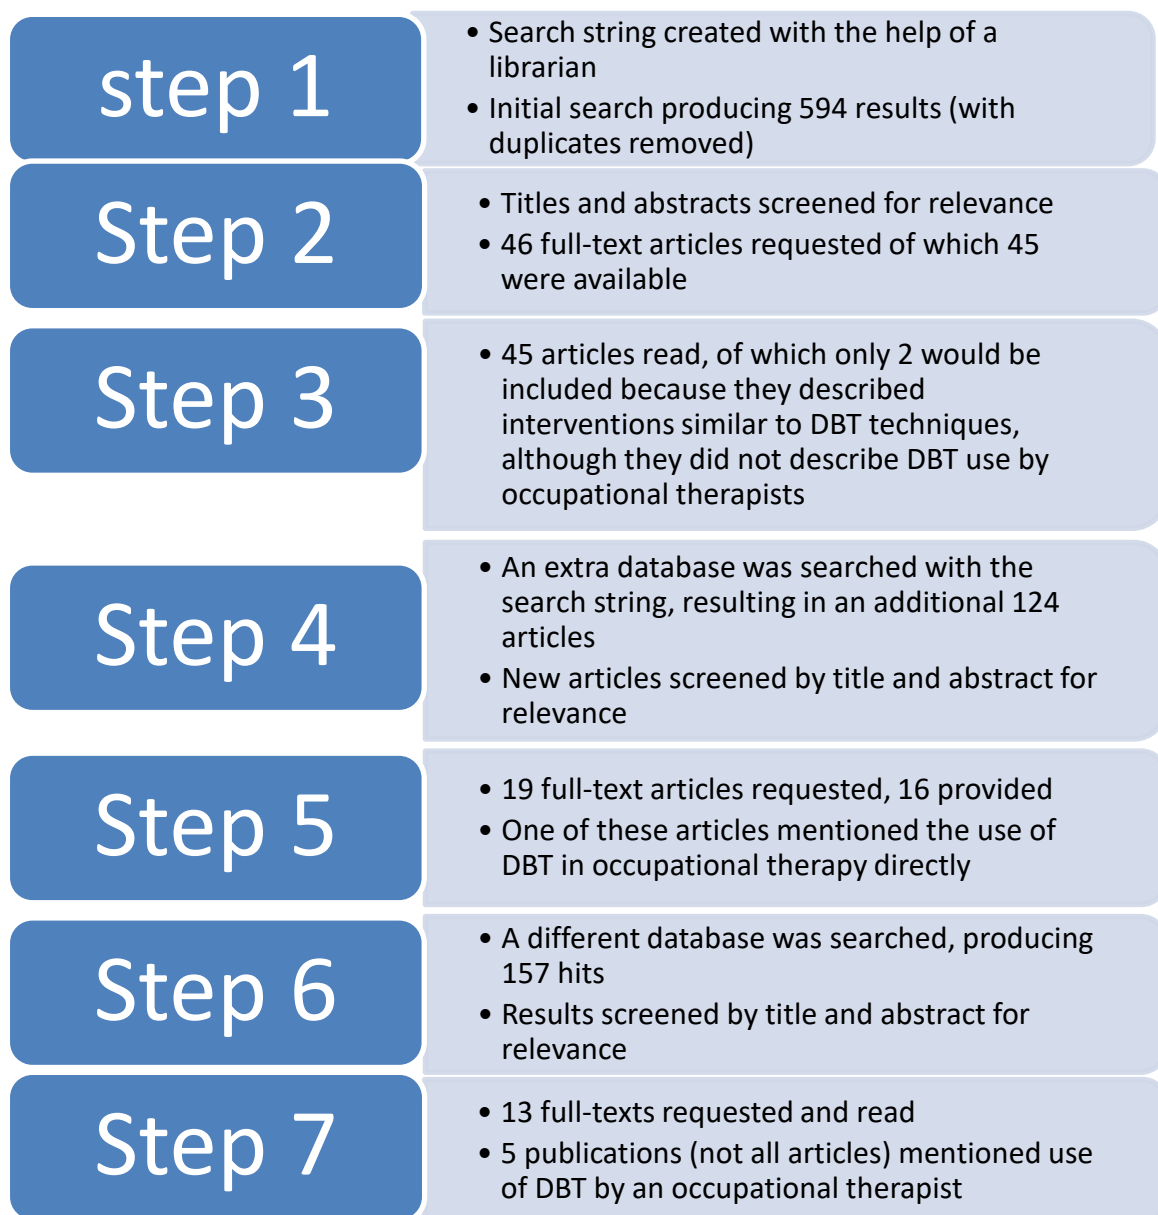 step 1
• Search string created with the help of a
librarian
• Initial search producing 594 results (with
duplicates removed)
Step 2
• Titles and abstracts screened for relevance
• 46 full-text articles requested of which 45
were available
Step 3
• 45 articles read, of which only 2 would be
included because they described
interventions similar to DBT techniques,
although they did not describe DBT use by
occupational therapists
Step 4
• An extra database was searched with the
search string, resulting in an additional 124
articles
• New articles screened by title and abstract for
relevance
Step 5
• 19 full-text articles requested, 16 provided
• One of these articles mentioned the use of
DBT in occupational therapy directly
Step 6
• A different database was searched, producing
157 hits
• Results screened by title and abstract for
relevance
Step 7
• 13 full-texts requested and read
• 5 publications (not all articles) mentioned use
of DBT by an occupational therapist